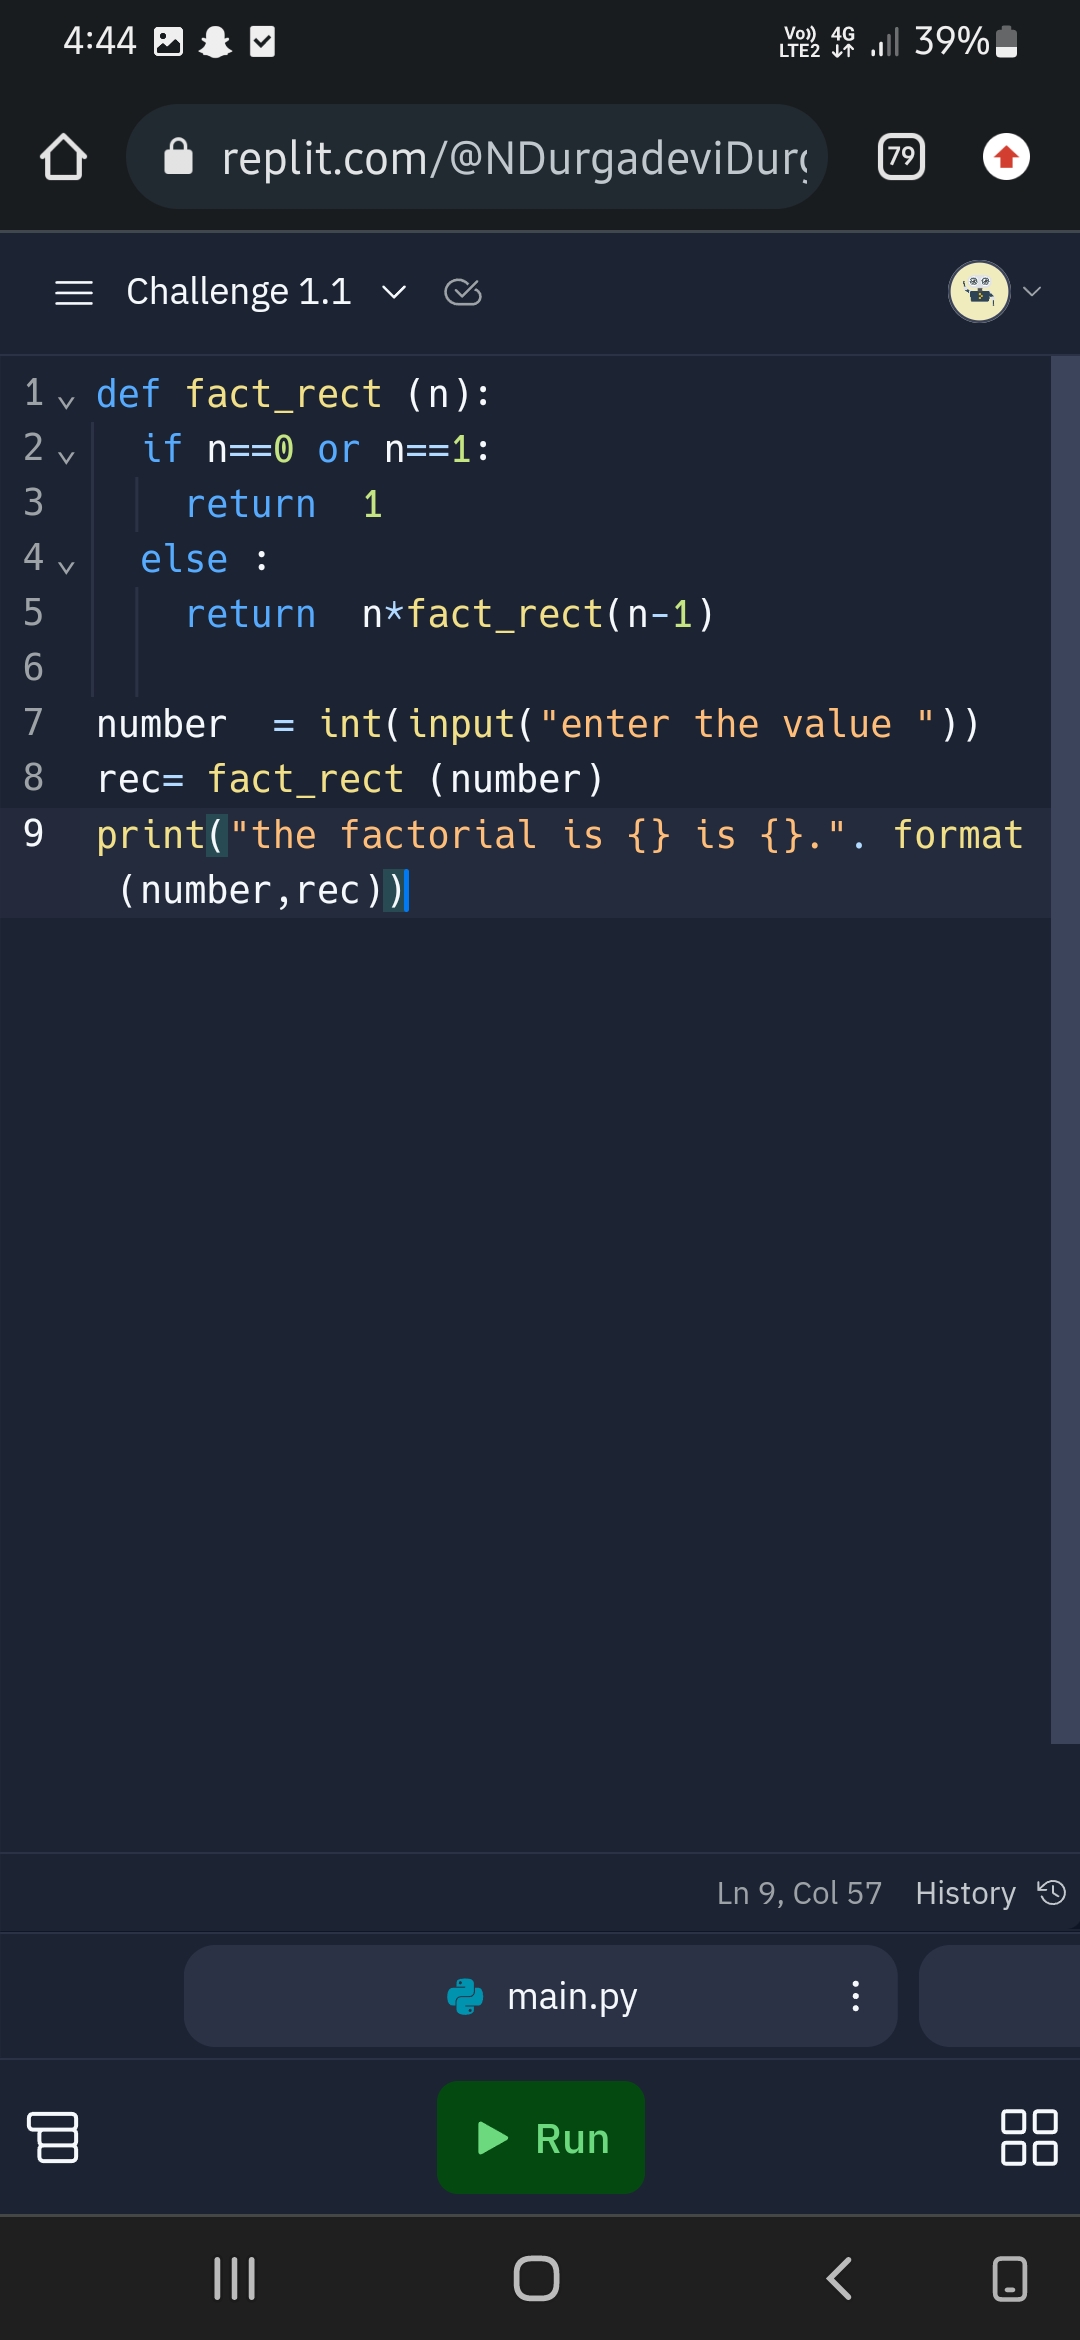 4:44 Vo)) LTE2 4G 39%
replit.com/@NDurgadeviDurg 79
Challenge 1.1
1 def fact_rect (n):
2   if n==0 or n==1:
3     return  1
4   else :
5     return  n*fact_rect(n-1)
6
7 number  = int(input("enter the value "))
8 rec= fact_rect (number)
9 print("the factorial is {} is {}.". format
(number,rec))
Ln 9, Col 57 History
main.py
Run